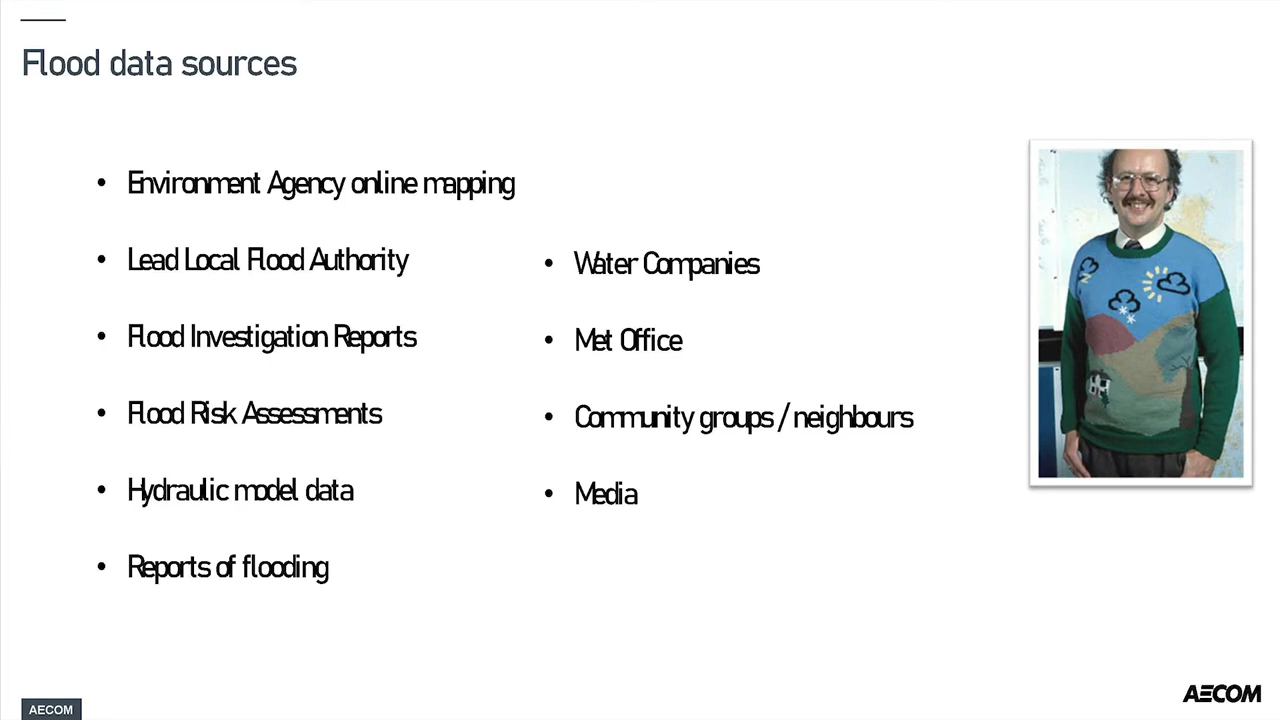 Flood data sources
• Environment Agency online mapping
• Lead Local Flood Authority
• Flood Investigation Reports
• Flood Risk Assessments
• Hydraulic model data
• Reports of flooding
• Water Companies
• Met Office
• Community groups / neighbours
• Media
AECOM
AECOM